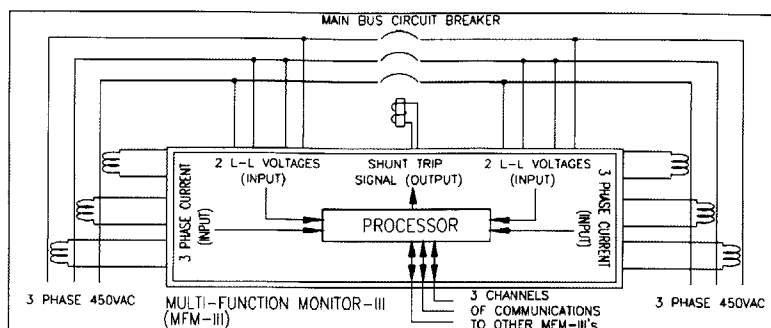 MAIN BUS CIRCUIT BREAKER
2 L-L VOLTAGES
(INPUT)
SHUNT TRIP
SIGNAL (OUTPUT)
2 L-L VOLTAGES
(INPUT)
3 PHASE CURRENT
(INPUT)
PROCESSOR
3 PHASE CURRENT
(INPUT)
3 PHASE 450VAC
MULTI-FUNCTION MONITOR-III
(MFM-III)
3 CHANNELS
OF COMMUNICATIONS
TO OTHER MFM-III's
3 PHASE 450VAC